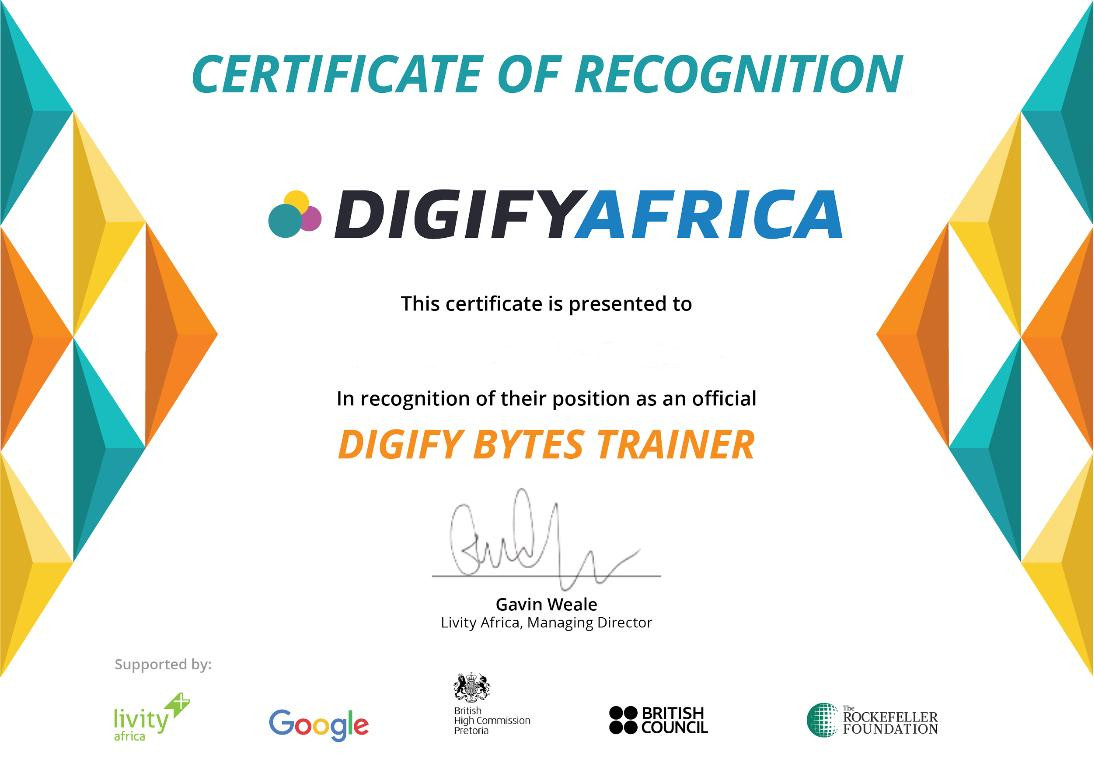 CERTIFICATE OF RECOGNITION
DIGIFYAFRICA
This certificate is presented to
In recognition of their position as an official
DIGIFY BYTES TRAINER
Gavin Weale
Livity Africa, Managing Director
Supported by:
livity
africa
Google
British
High Commission
Pretoria
BRITISH
COUNCIL
The
ROCKEFELLER
FOUNDATION